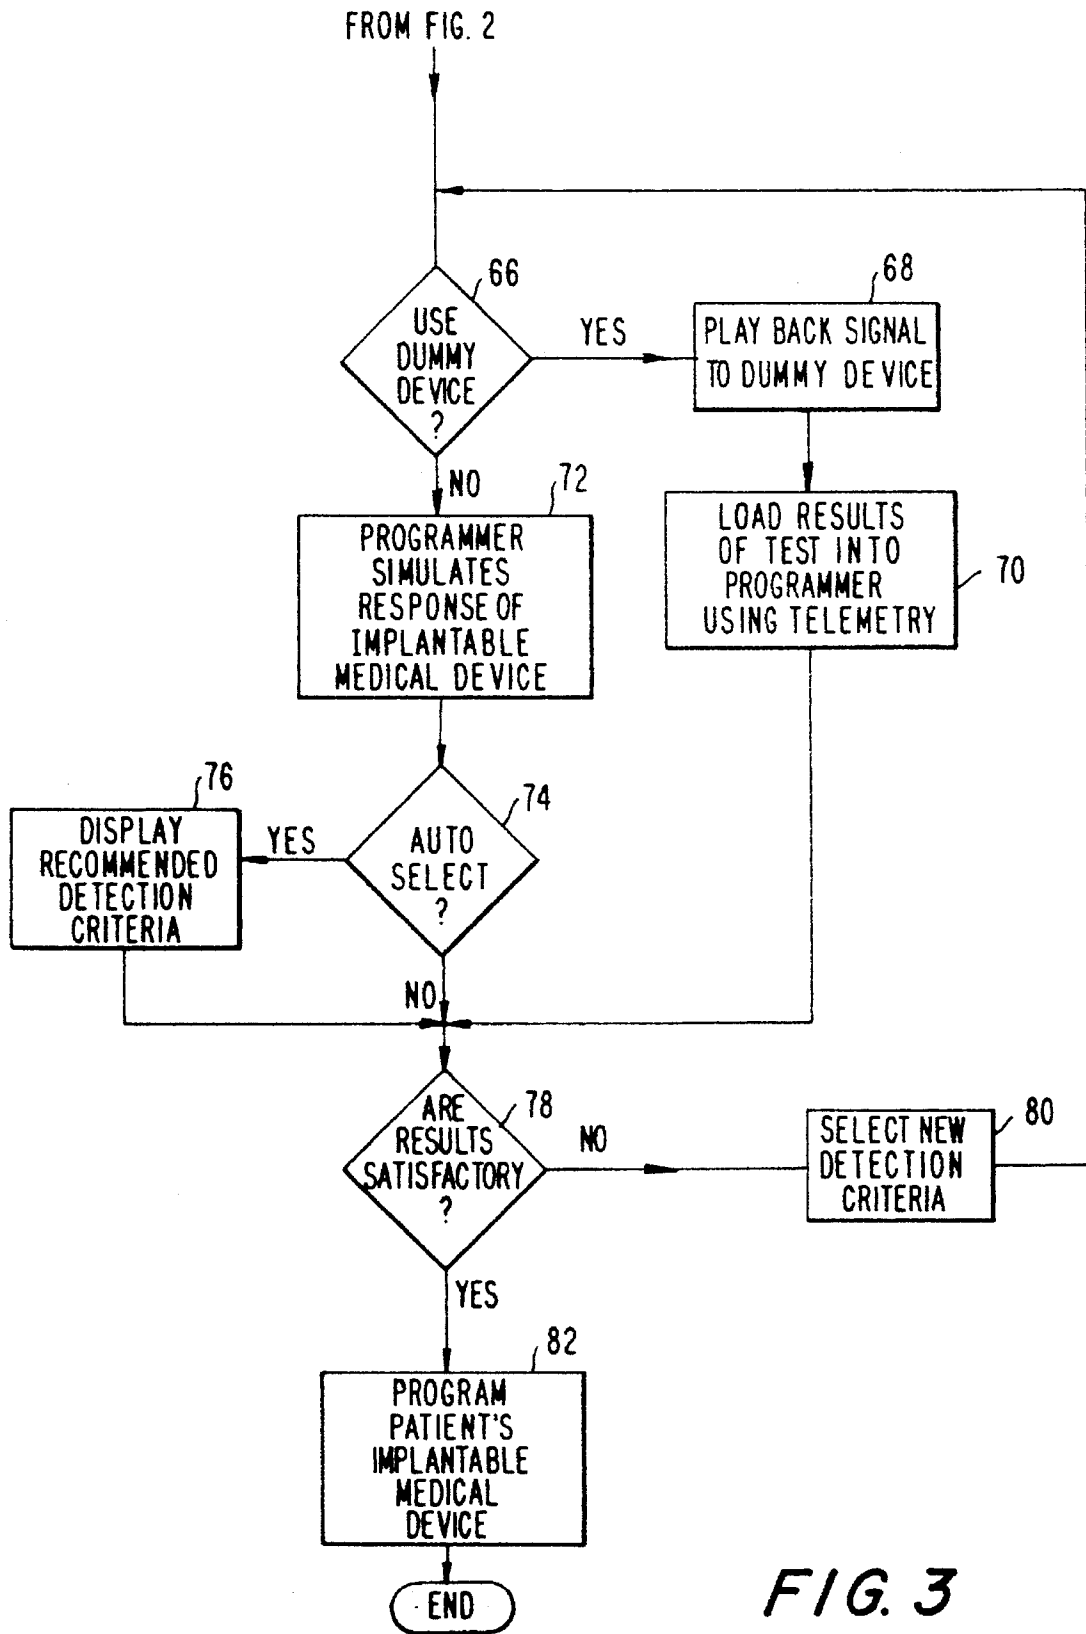 FROM FIG. 2
66
USE
DUMMY
DEVICE
?
YES
68
PLAY BACK SIGNAL
TO DUMMY DEVICE
NO
72
PROGRAMMER
SIMULATES
RESPONSE OF
IMPLANTABLE
MEDICAL DEVICE
LOAD RESULTS
OF TEST INTO
PROGRAMMER
USING TELEMETRY
70
76
DISPLAY
RECOMMENDED
DETECTION
CRITERIA
YES
74
AUTO
SELECT
?
NO
78
ARE
RESULTS
SATISFACTORY
?
NO
80
SELECT NEW
DETECTION
CRITERIA
YES
82
PROGRAM
PATIENT'S
IMPLANTABLE
MEDICAL
DEVICE
END
FIG. 3